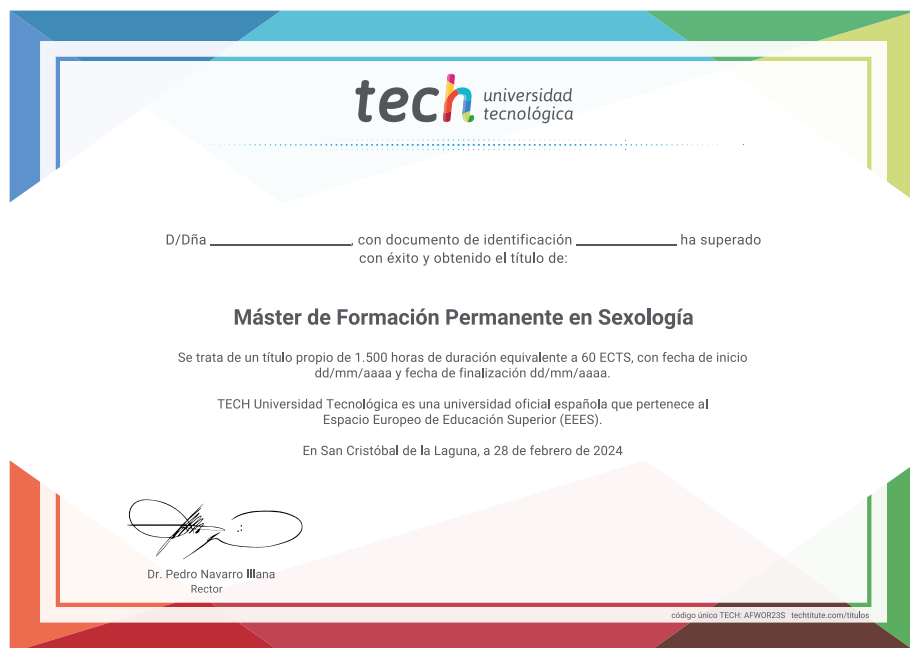 tech universidad
tecnológica
D/Dña ______________, con documento de identificación __________ ha superado
con éxito y obtenido el título de:
Máster de Formación Permanente en Sexología
Se trata de un título propio de 1.500 horas de duración equivalente a 60 ECTS, con fecha de inicio
dd/mm/aaaa y fecha de finalización dd/mm/aaaa.
TECH Universidad Tecnológica es una universidad oficial española que pertenece al
Espacio Europeo de Educación Superior (EEES).
En San Cristóbal de la Laguna, a 28 de febrero de 2024
Dr. Pedro Navarro Illana
Rector
código único TECH: AFWOR23S techtitute.com/titulos